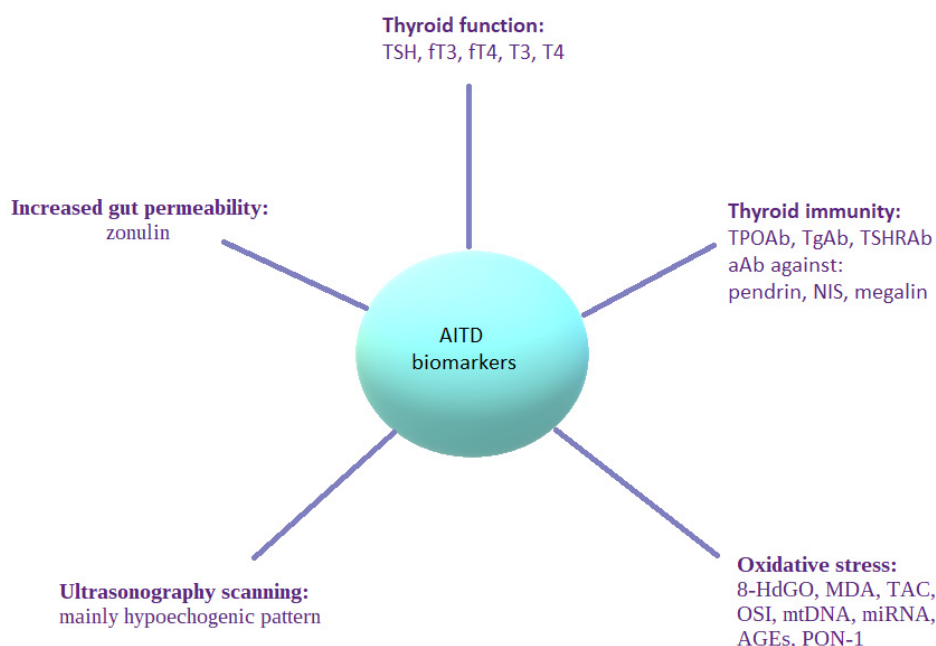 Thyroid function:
TSH, fT3, fT4, T3, T4
Increased gut permeability:
zonulin
Thyroid immunity:
TPOAb, TgAb, TSHRAb
aAb against:
pendrin, NIS, megalin
AITD
biomarkers
Ultrasonography scanning:
mainly hypoechogenic pattern
Oxidative stress:
8-HdGO, MDA, TAC,
OSI, mtDNA, miRNA,
AGEs, PON-1